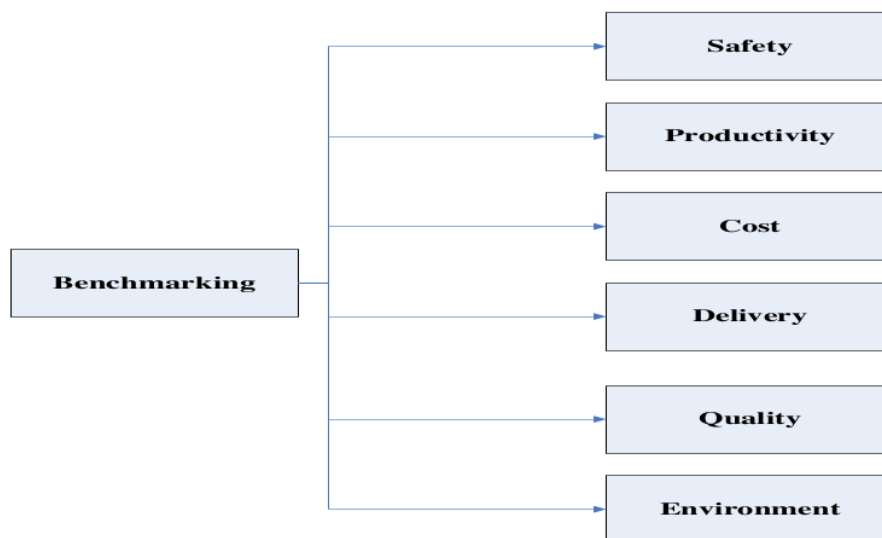 Safety
Productivity
Cost
Benchmarking
Delivery
Quality
Environment